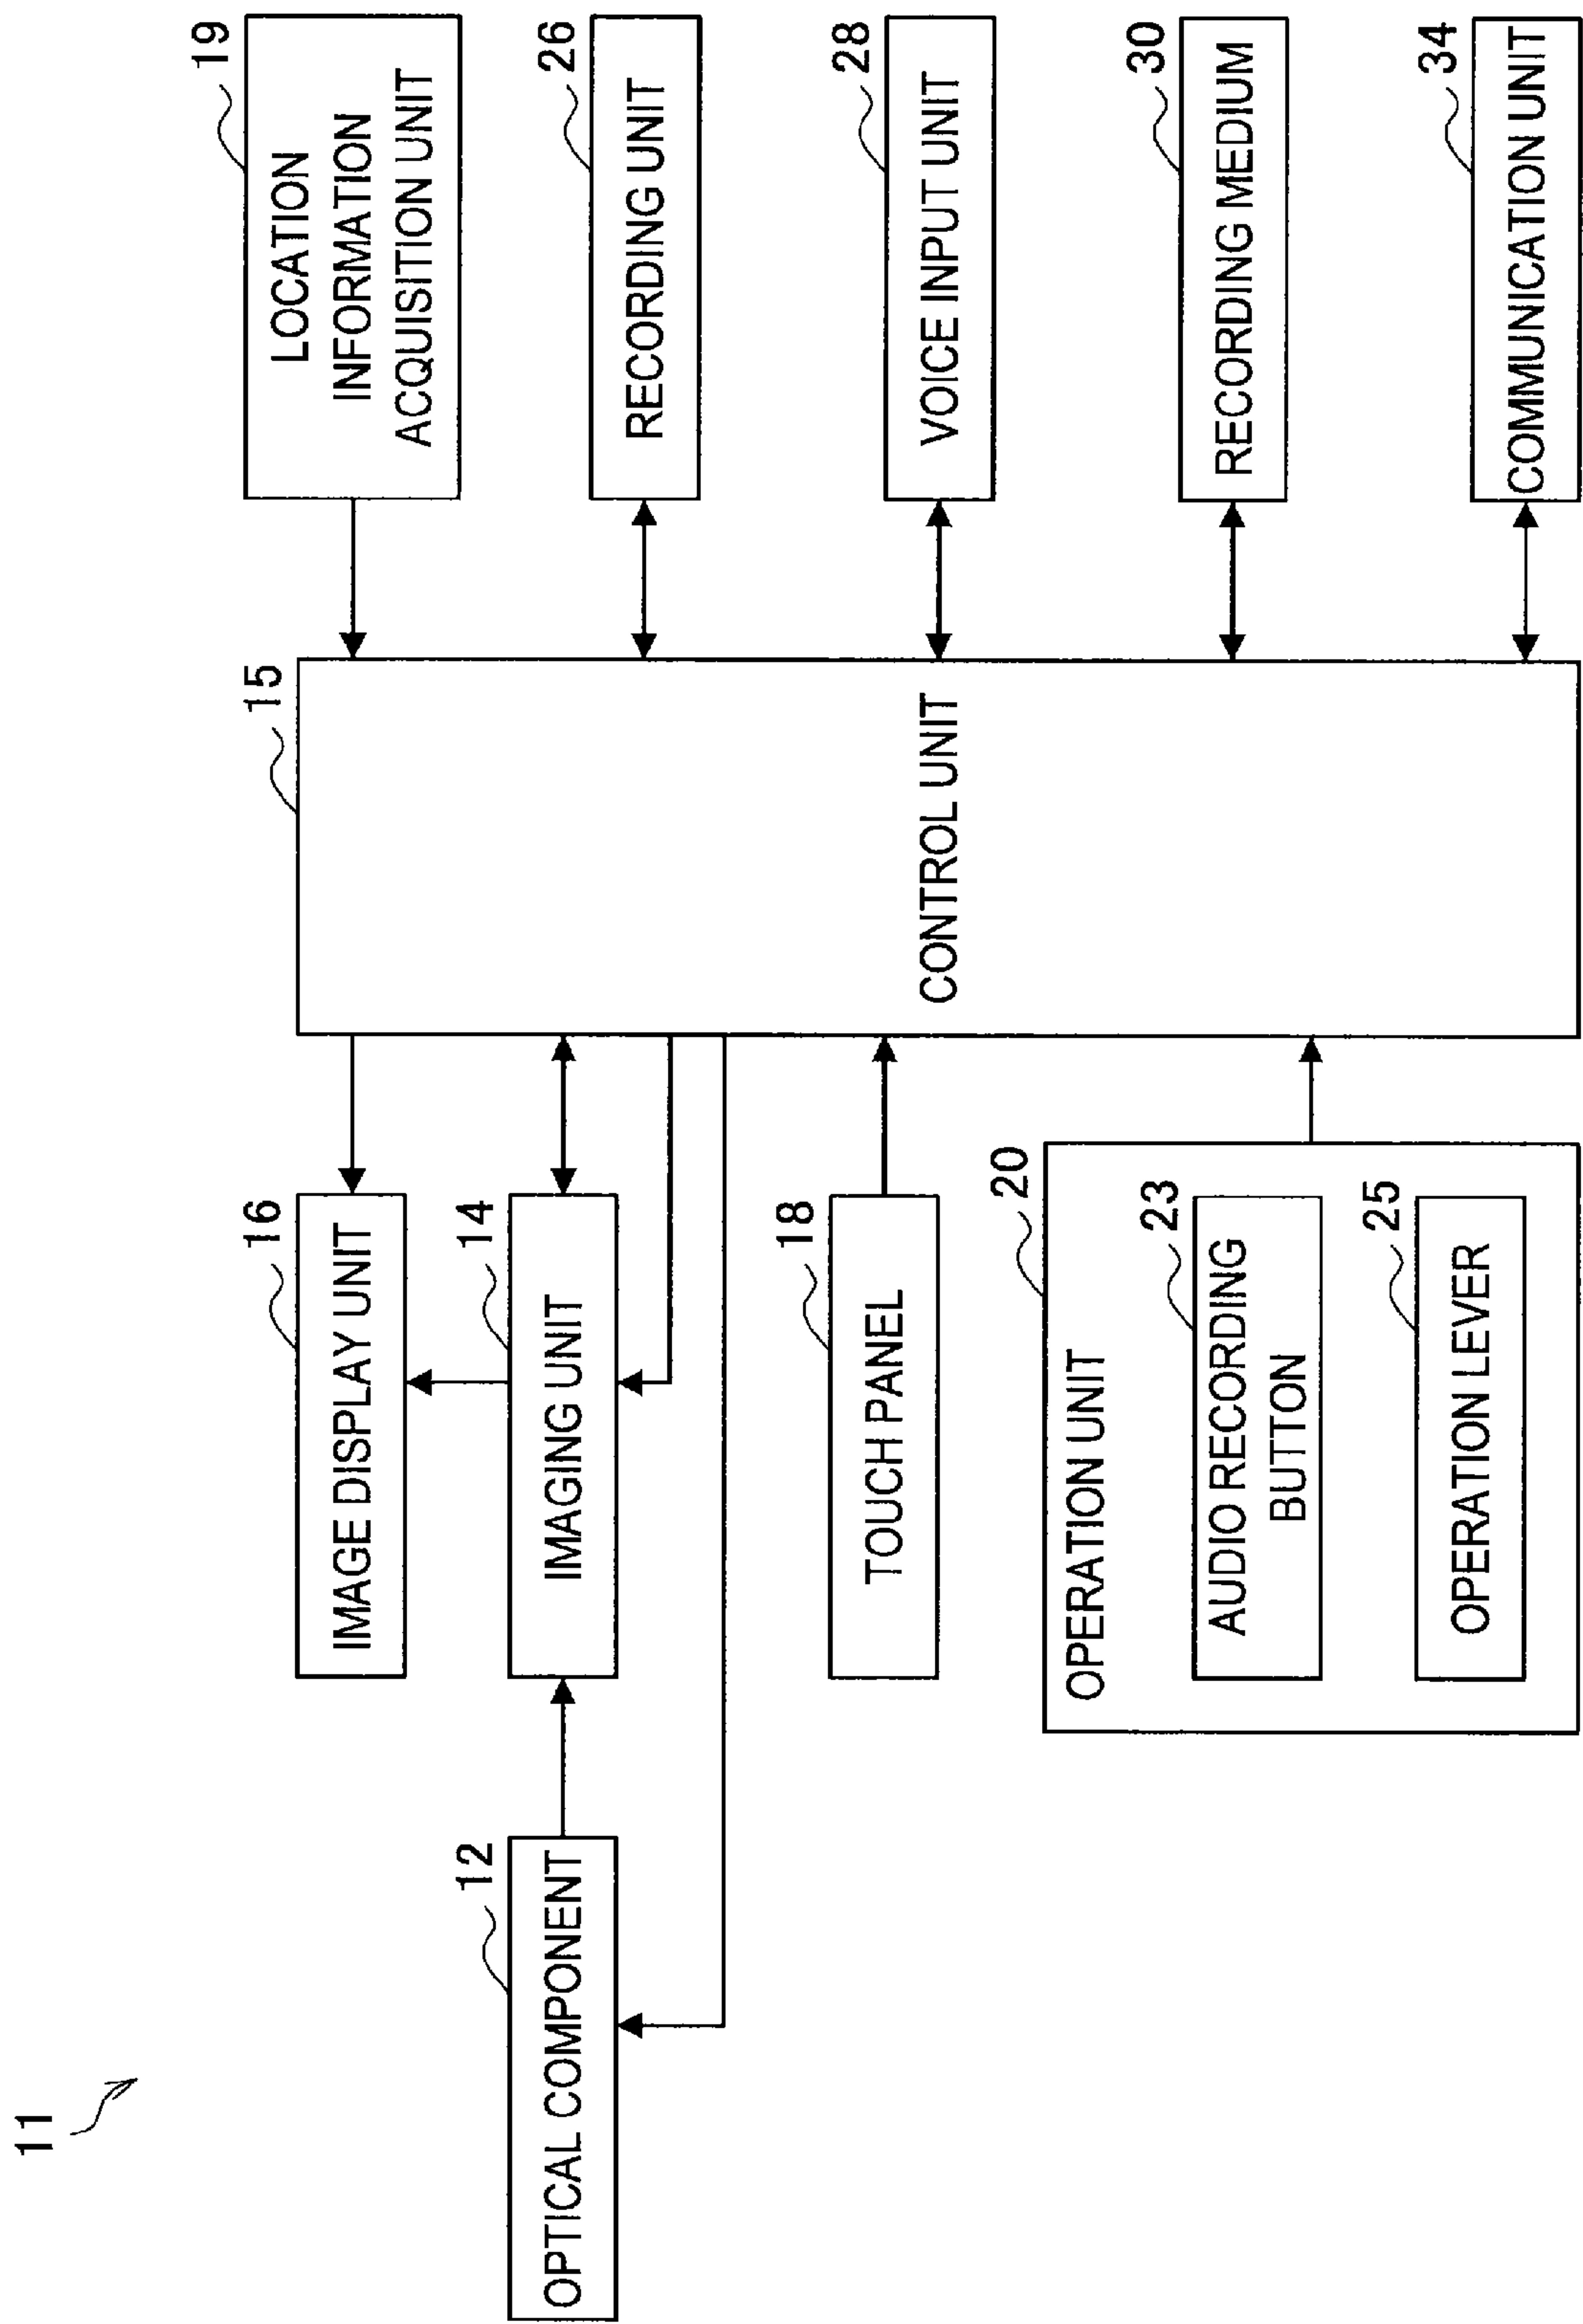 11
12
OPTICAL COMPONENT
16
IMAGE DISPLAY UNIT
14
IMAGING UNIT
18
TOUCH PANEL
20
OPERATION UNIT
23
AUDIO RECORDING
BUTTON
25
OPERATION LEVER
15
CONTROL UNIT
19
LOCATION
INFORMATION
ACQUISITION UNIT
26
RECORDING UNIT
28
VOICE INPUT UNIT
30
RECORDING MEDIUM
34
COMMUNICATION UNIT